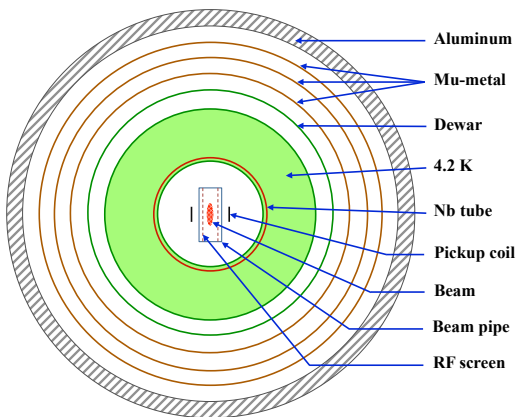 Aluminum
Mu-metal
Dewar
4.2 K
Nb tube
Pickup coil
Beam
Beam pipe
RF screen